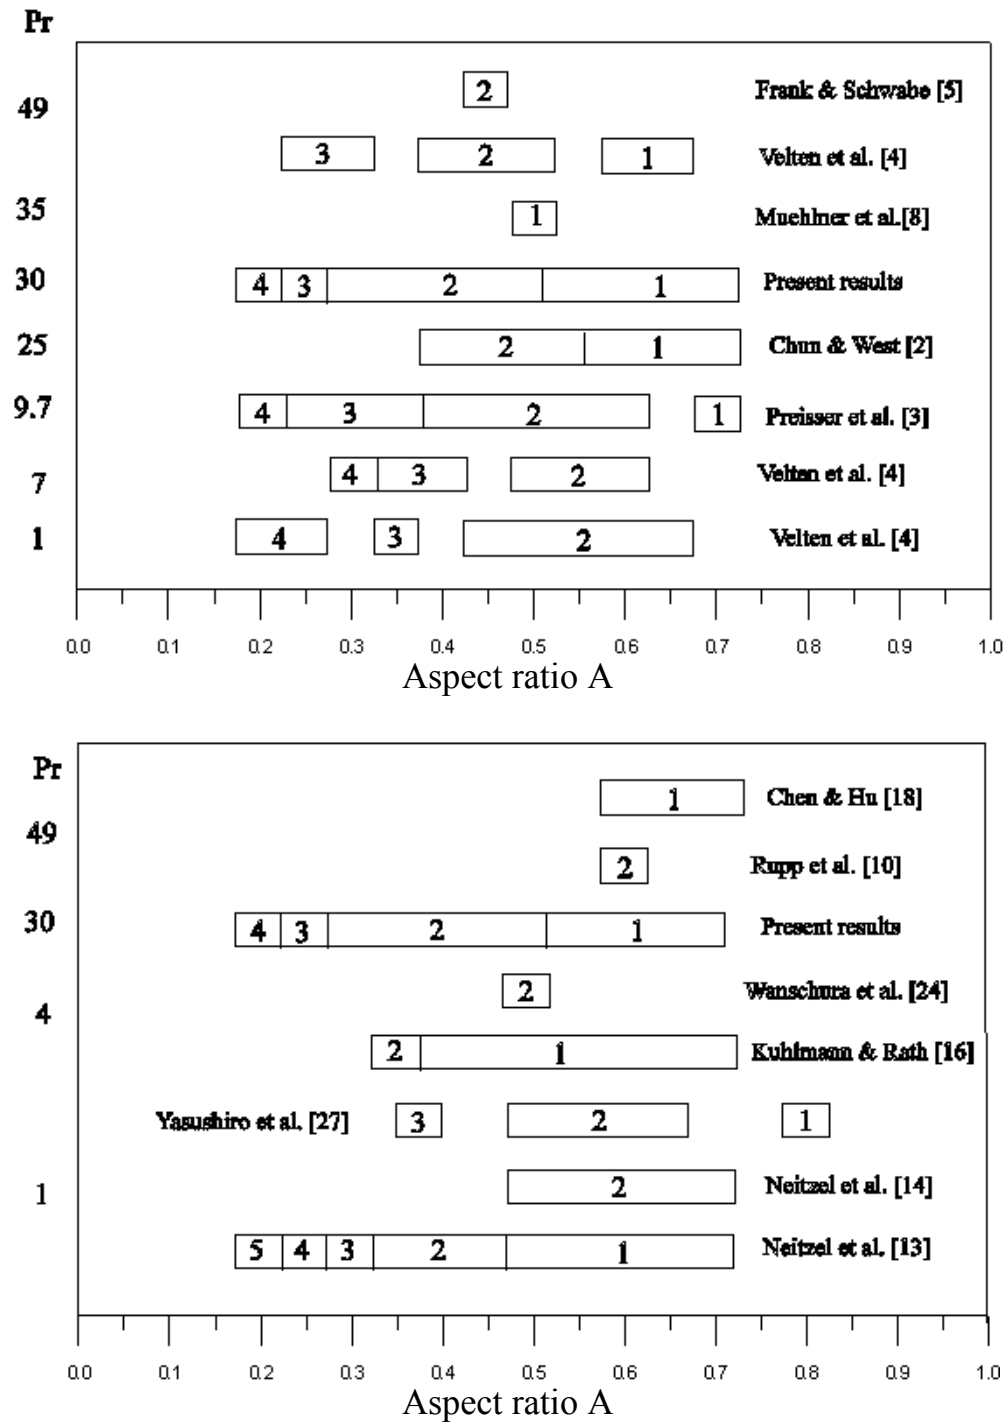 Pr
49
2
Frank & Schwabe [5]
3 2 1
Velten et al. [4]
35
1
Muehlner et al.[8]
30
4 3 2 1
Present results
25
2 1
Chun & West [2]
9.7
4 3 2 1
Preisser et al. [3]
7
4 3 2
Velten et al. [4]
1
4 3 2
Velten et al. [4]
0.0 0.1 0.2 0.3 0.4 0.5 0.6 0.7 0.8 0.9 1.0
Aspect ratio A
Pr
1
Chen & Hu [18]
49
2
Rupp et al. [10]
30
4 3 2 1
Present results
4
2
Wanschura et al. [24]
2 1
Kuhlmann & Rath [16]
Yasushiro et al. [27]
3 2 1
1
2
Neitzel et al. [14]
5 4 3 2 1
Neitzel et al. [13]
0.0 0.1 0.2 0.3 0.4 0.5 0.6 0.7 0.8 0.9 1.0
Aspect ratio A